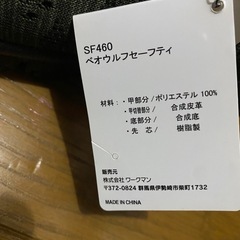 SF460
ベオウルフセーフティ
材料
・甲部分/ポリエステル 100%
・甲切替部分/ 合成皮革
・底部分/ 合成底
・先 芯/ 樹脂製
販売元
株式会社 ワークマン
〒372-0824 群馬県伊勢崎市柴町1732
MADE IN CHINA